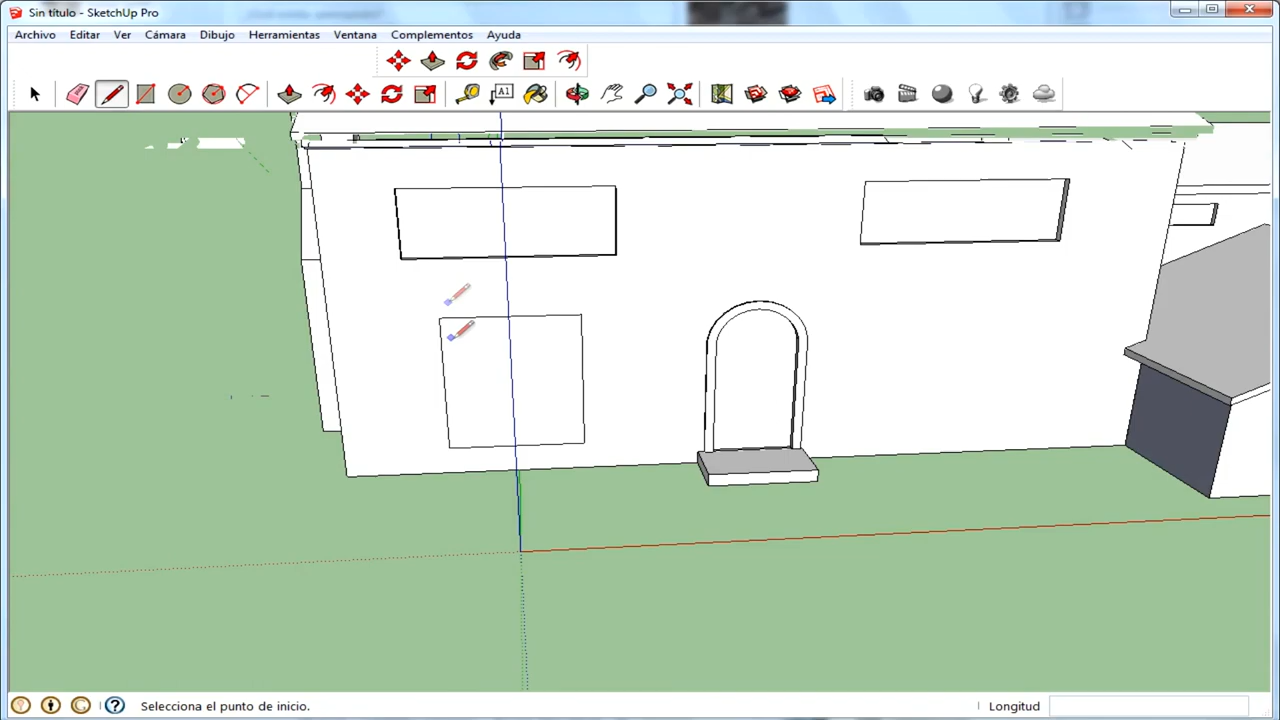 Sin título - SketchUp Pro
Archivo Editar Ver Cámara Dibujo Herramientas Ventana Complementos Ayuda
A1
Selecciona el punto de inicio.
Longitud